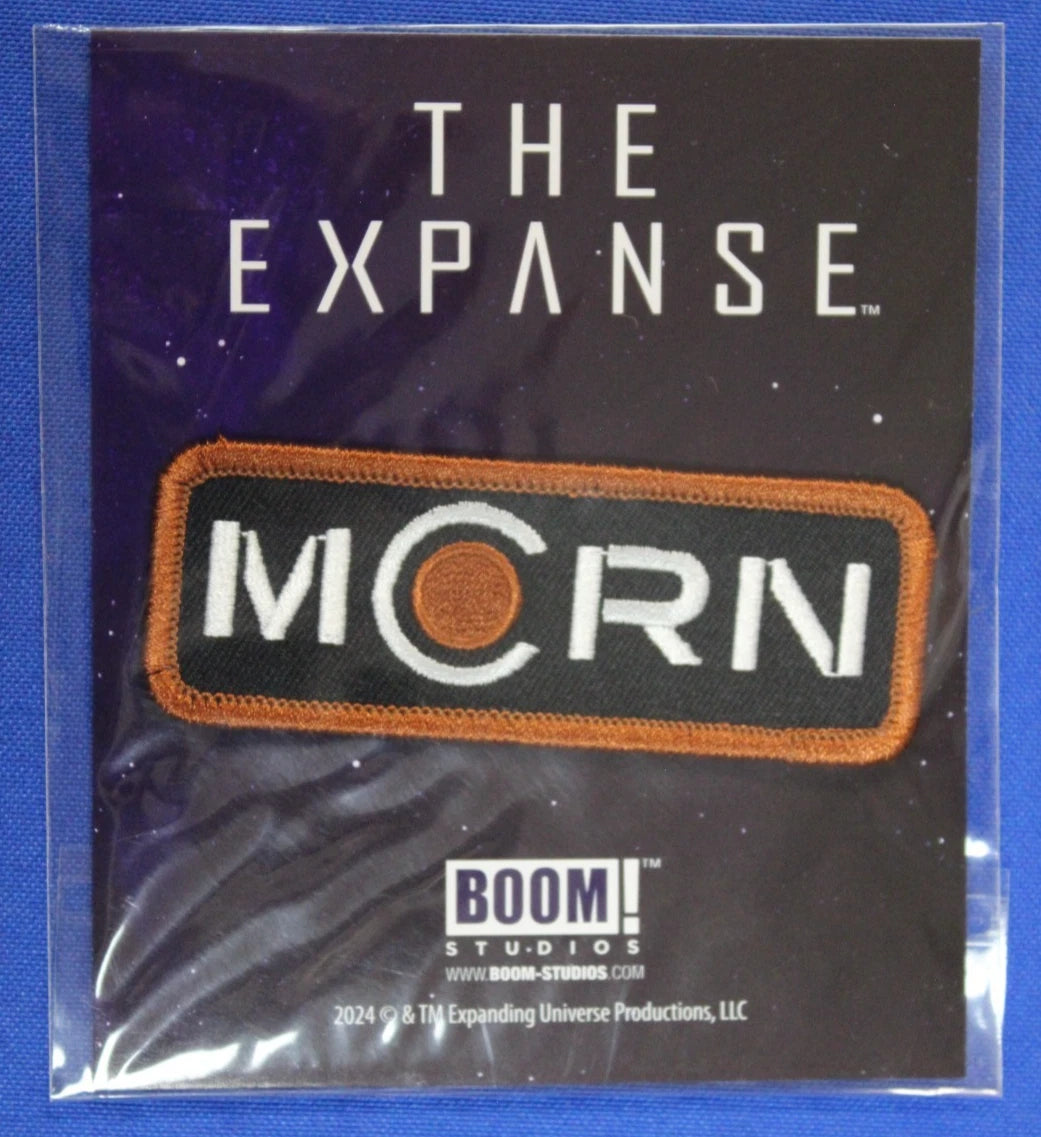 THE
EXPANSE™
MCRN
BOOM!™
STUDIOS
WWW.BOOM-STUDIOS.COM
2024 © & TM Expanding Universe Productions, LLC